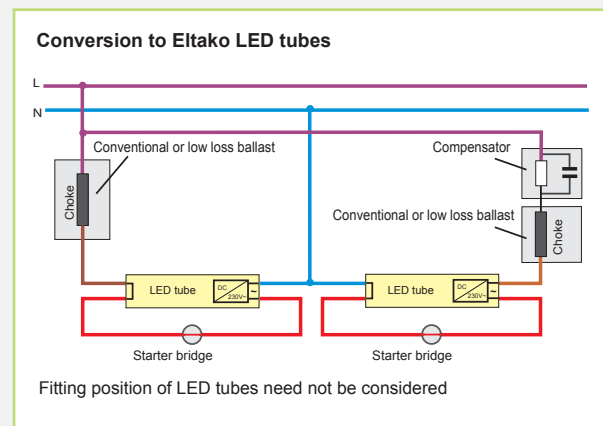 Conversion to Eltako LED tubes
L
N
Conventional or low loss ballast
Compensator
Choke
Conventional or low loss ballast
Choke
LED tube
DC
230V~
~
LED tube
DC
230V~
~
Starter bridge
Starter bridge
Fitting position of LED tubes need not be considered